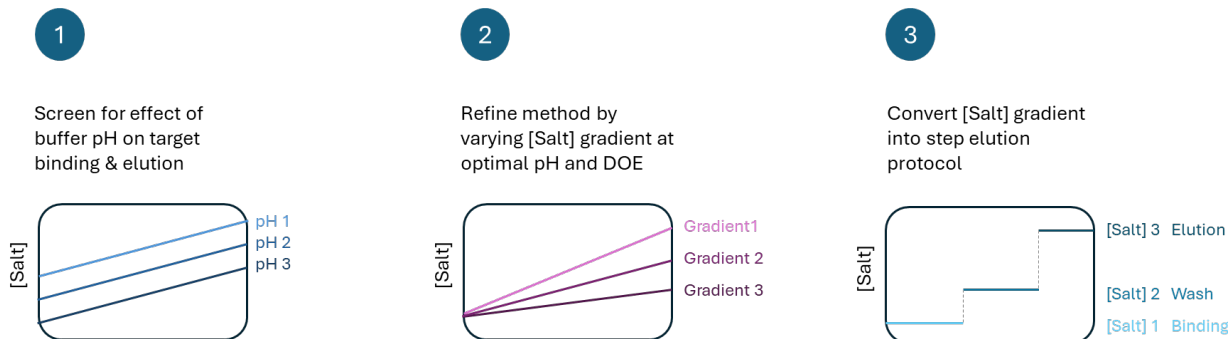 1
Screen for effect of
buffer pH on target
binding & elution
[Salt]
pH 1
pH 2
pH 3
2
Refine method by
varying [Salt] gradient at
optimal pH and DOE
[Salt]
Gradient1
Gradient 2
Gradient 3
3
Convert [Salt] gradient
into step elution
protocol
[Salt]
[Salt] 3 Elution
[Salt] 2 Wash
[Salt] 1 Binding